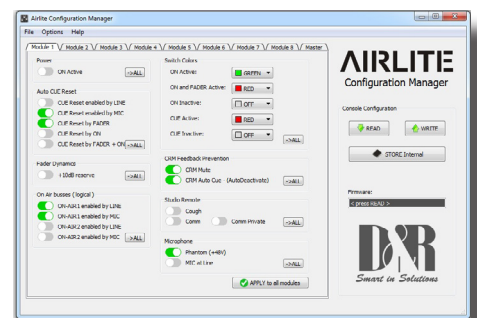 Airlite Configuration Manager
File Options Help
Module 1 Module 2 Module 3 Module 4 Module 5 Module 6 Module 7 Module 8 Master
Power
ON Active ->ALL
Auto CUE Reset
CUE Reset enabled by LINE
CUE Reset enabled by MIC
CUE Reset by FADER
CUE Reset by ON
CUE Reset by FADER + ON ->ALL
Fader Dynamics
+10dB reserve ->ALL
On Air busses (logical)
ON-AIR1 enabled by LINE
ON-AIR1 enabled by MIC
ON-AIR2 enabled by LINE
ON-AIR2 enabled by MIC ->ALL
Switch Colors
ON Active: GREEN
ON and FADER Active: RED
ON Inactive: OFF
CUE Active: RED
CUE Inactive: OFF
->ALL
CRM Feedback Prevention
CRM Mute
CRM Auto Cue (AutoDeactivate) ->ALL
Studio Remote
Cough
Comm Comm Private ->ALL
Microphone
Phantom (+48V)
MIC at Line ->ALL
APPLY to all modules
AIRLITE
Configuration Manager
Console Configuration
READ WRITE
STORE Internal
Firmware:
< press READ >
D&R
Smart in Solutions